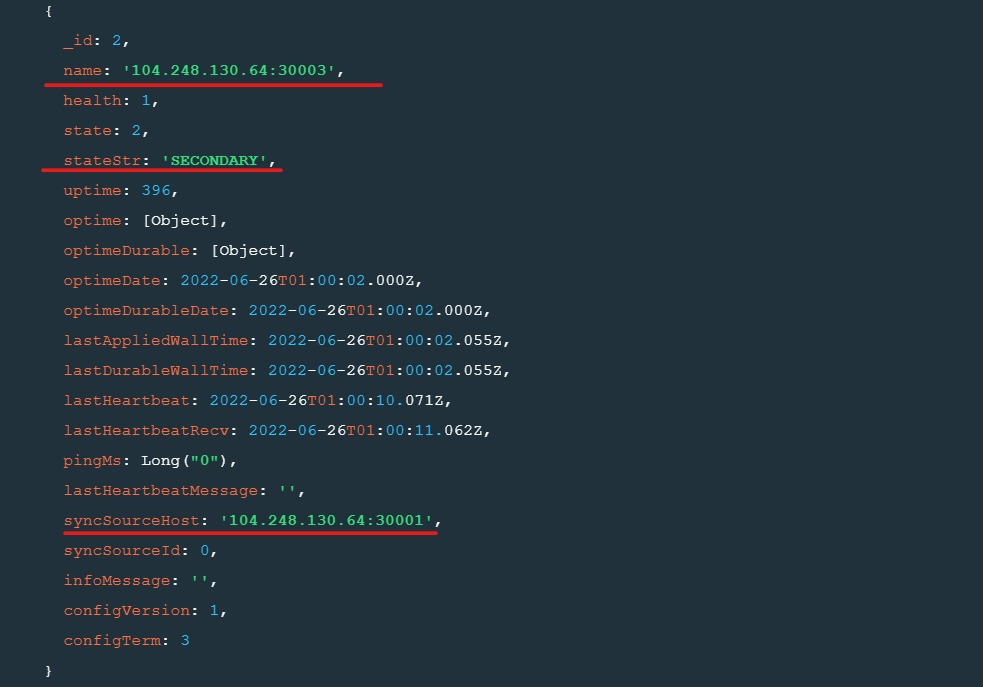 {
_id: 2,
name: '104.248.130.64:30003',
health: 1,
state: 2,
stateStr: 'SECONDARY',
uptime: 396,
optime: [Object],
optimeDurable: [Object],
optimeDate: 2022-06-26T01:00:02.000Z,
optimeDurableDate: 2022-06-26T01:00:02.000Z,
lastAppliedWallTime: 2022-06-26T01:00:02.055Z,
lastDurableWallTime: 2022-06-26T01:00:02.055Z,
lastHeartbeat: 2022-06-26T01:00:10.071Z,
lastHeartbeatRecv: 2022-06-26T01:00:11.062Z,
pingMs: Long("0"),
lastHeartbeatMessage: '',
syncSourceHost: '104.248.130.64:30001',
syncSourceId: 0,
infoMessage: '',
configVersion: 1,
configTerm: 3
}